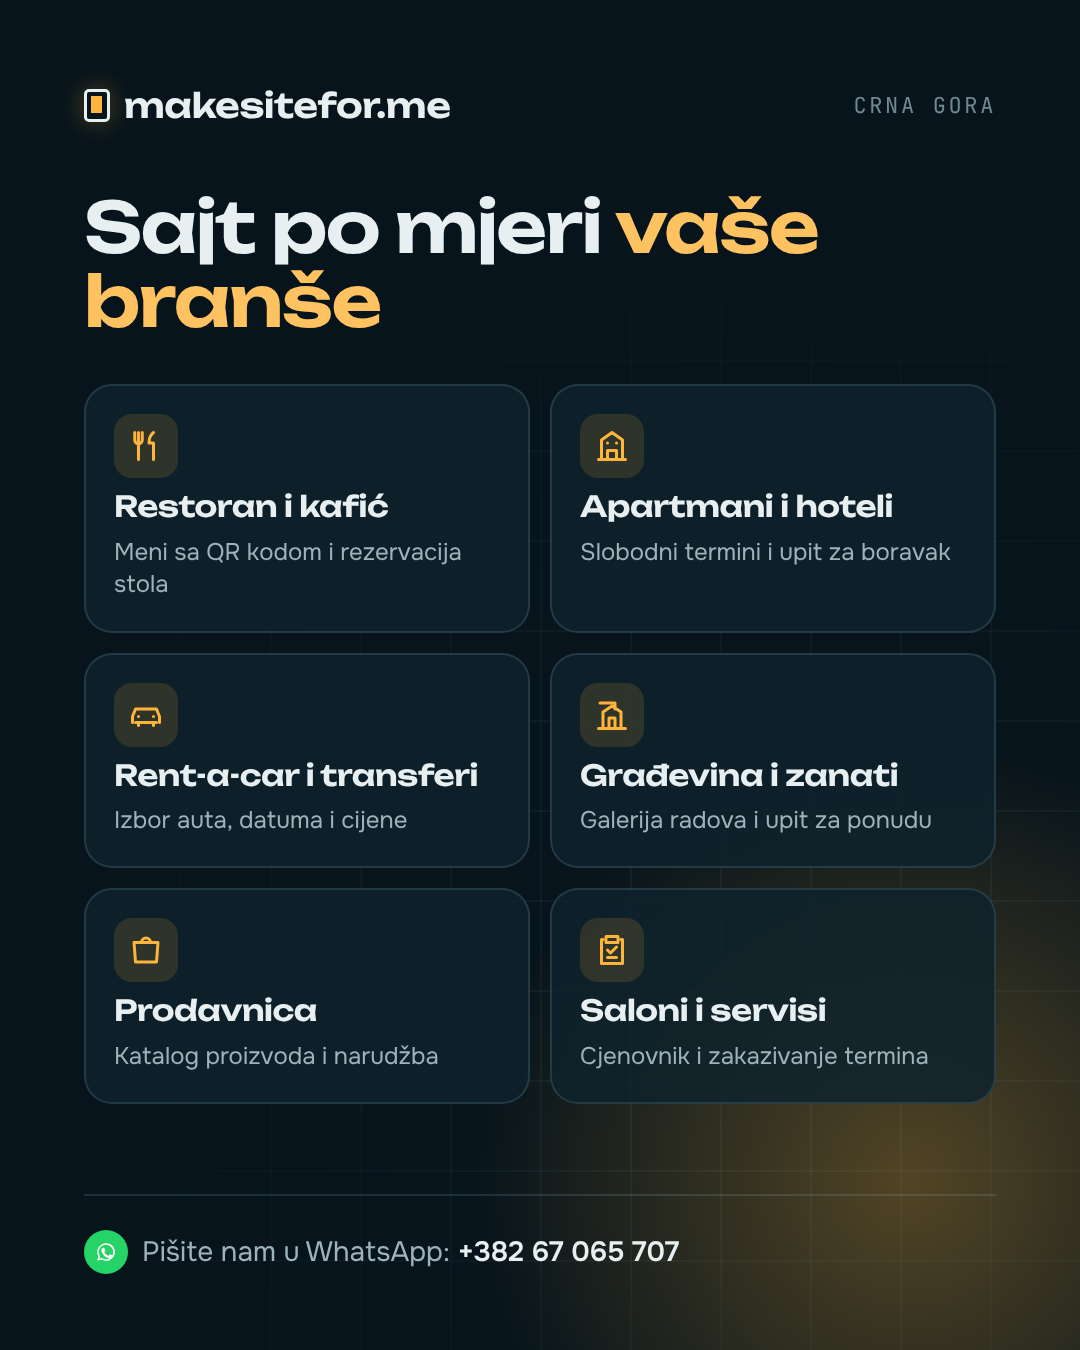 makesitefor.me
CRNA GORA
Sajt po mjeri vaše
branše
Restoran i kafić
Meni sa QR kodom i rezervacija
stola
Apartmani i hoteli
Slobodni termini i upit za boravak
Rent-a-car i transferi
Izbor auta, datuma i cijene
Građevina i zanati
Galerija radova i upit za ponudu
Prodavnica
Katalog proizvoda i narudžba
Saloni i servisi
Cjenovnik i zakazivanje termina
Pišite nam u WhatsApp: +382 67 065 707